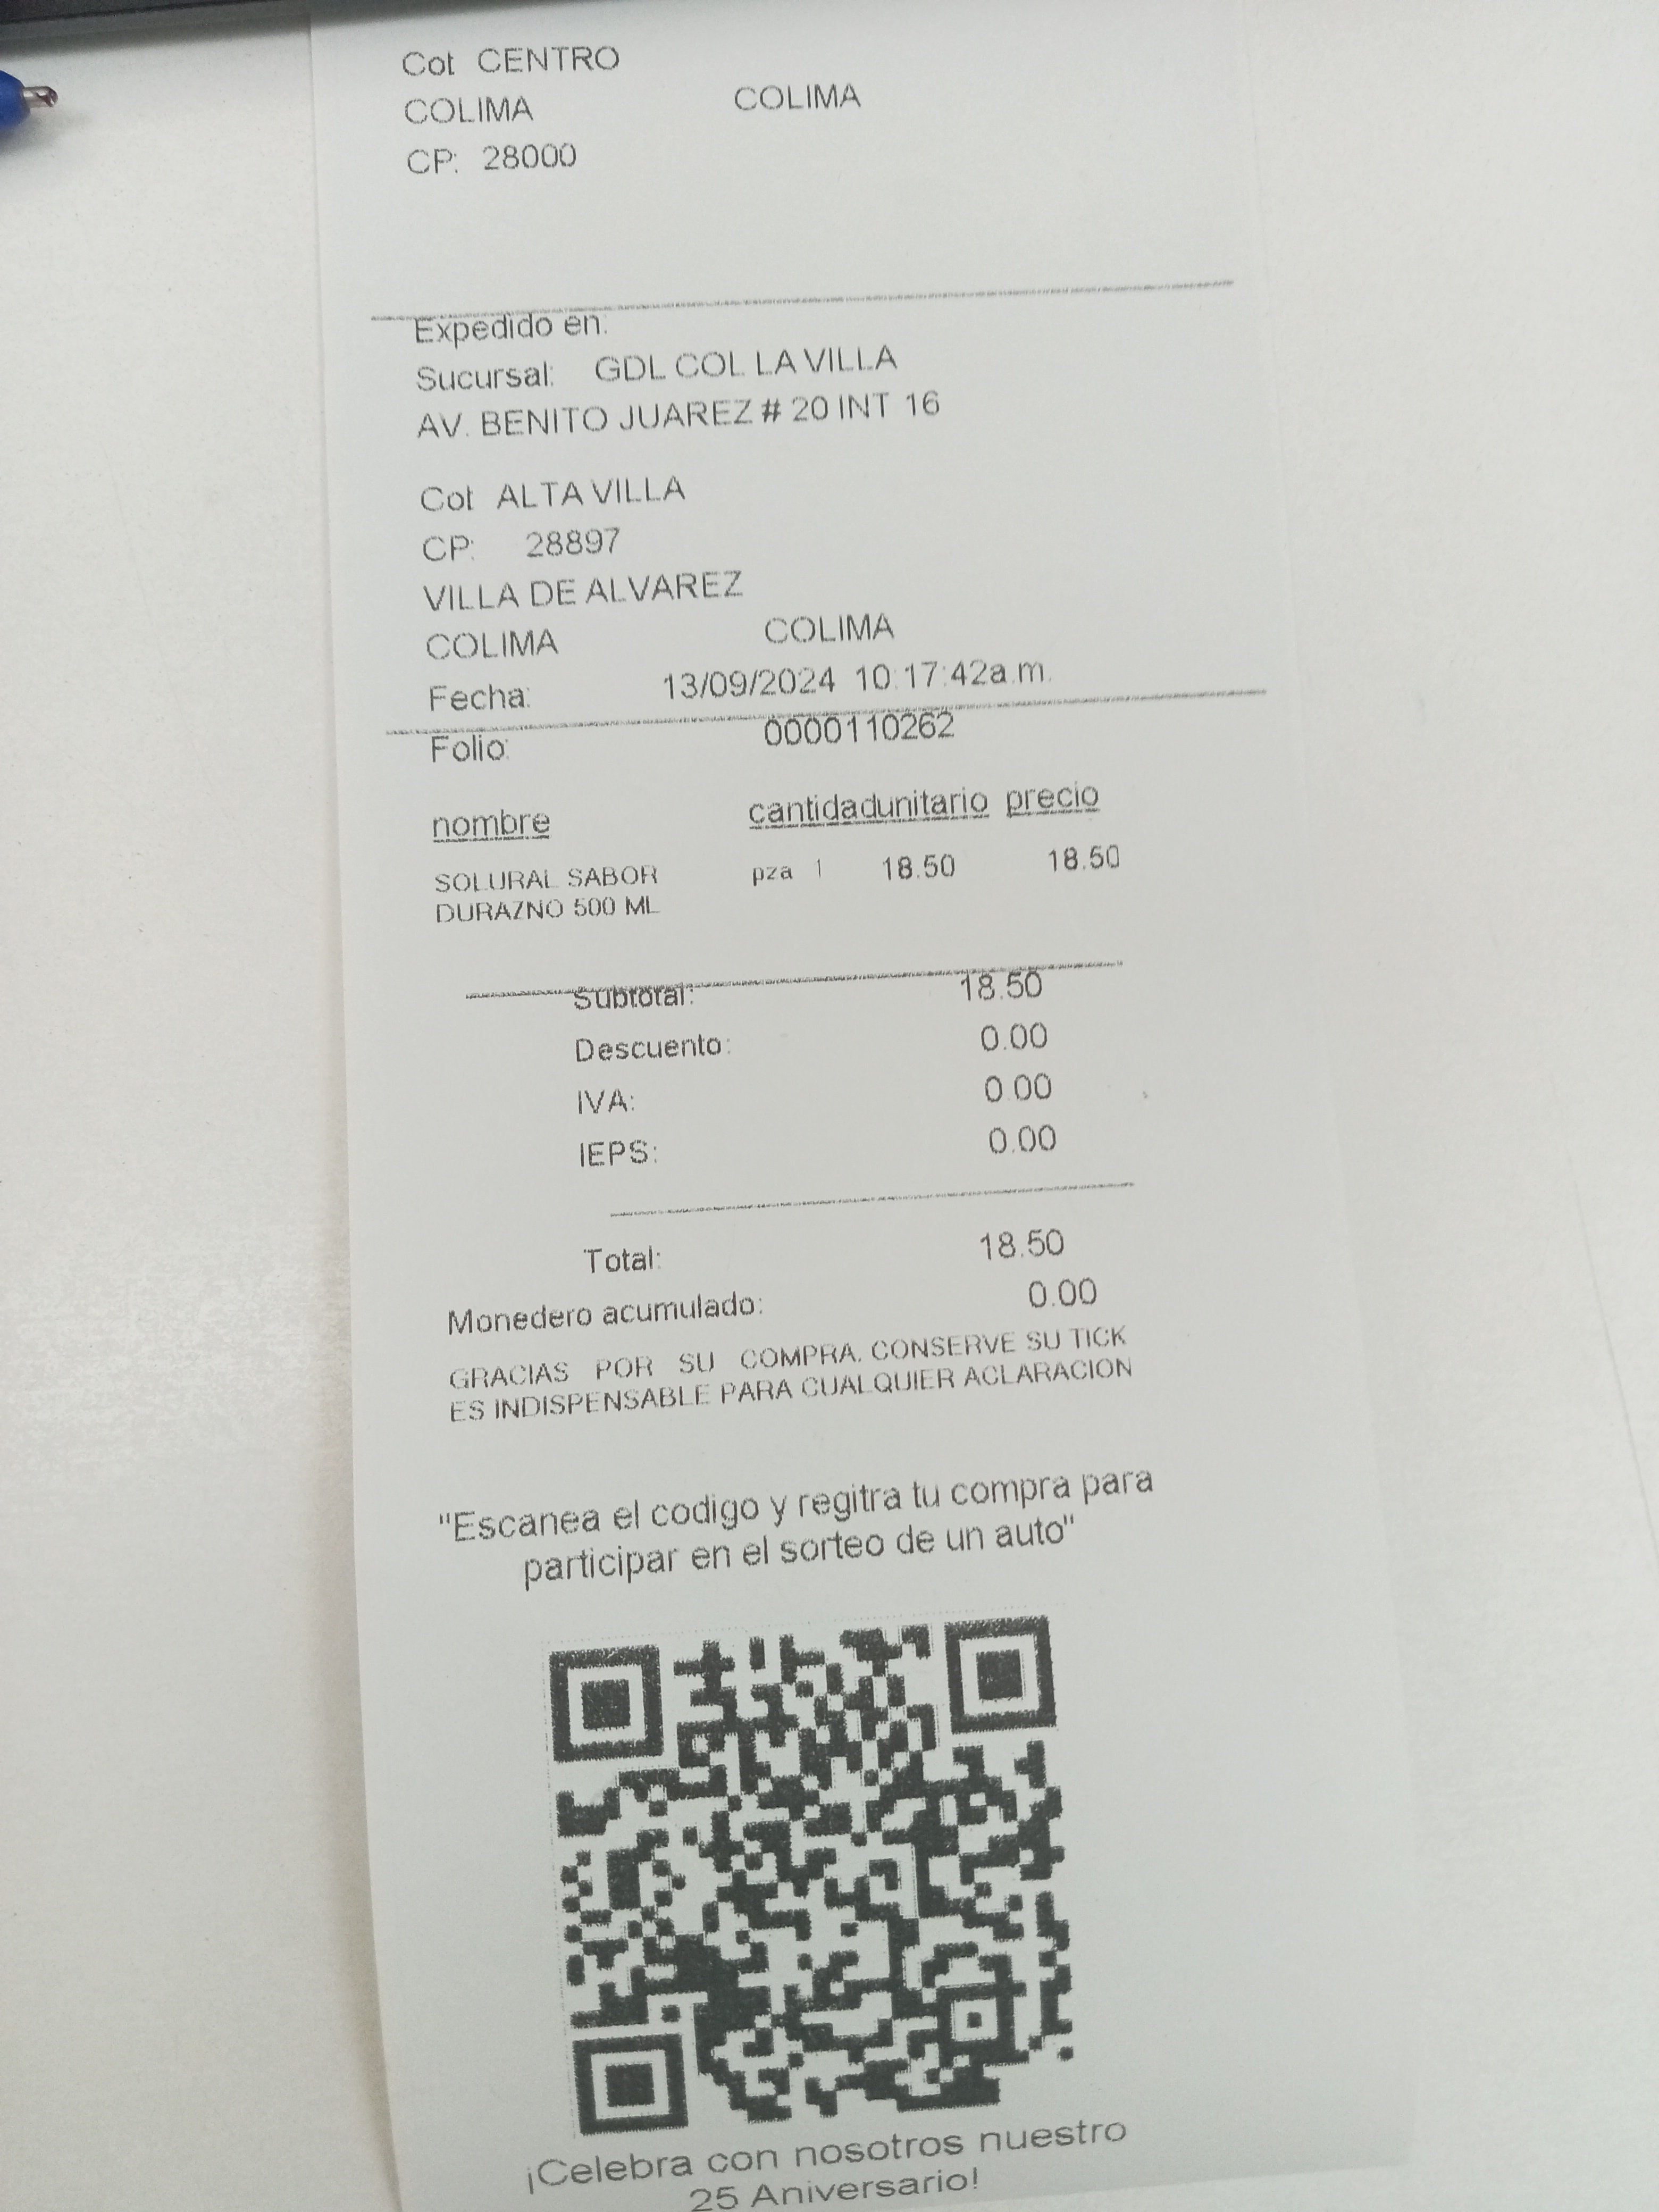 Col: CENTRO
COLIMA COLIMA
CP: 28000
Expedido en:
Sucursal: GDL COL LA VILLA
AV. BENITO JUAREZ # 20 INT 16
Col: ALTA VILLA
CP: 28897
VILLA DE ALVAREZ
COLIMA COLIMA
Fecha: 13/09/2024 10:17:42a.m.
Folio: 0000110262
nombre cantidadunitario precio
SOLURAL SABOR pza 1 18.50 18.50
DURAZNO 500 ML
Subtotal: 18.50
Descuento: 0.00
IVA: 0.00
IEPS: 0.00
Total: 18.50
Monedero acumulado: 0.00
GRACIAS POR SU COMPRA. CONSERVE SU TICK
ES INDISPENSABLE PARA CUALQUIER ACLARACION
"Escanea el codigo y regitra tu compra para
participar en el sorteo de un auto"
¡Celebra con nosotros nuestro
25 Aniversario!